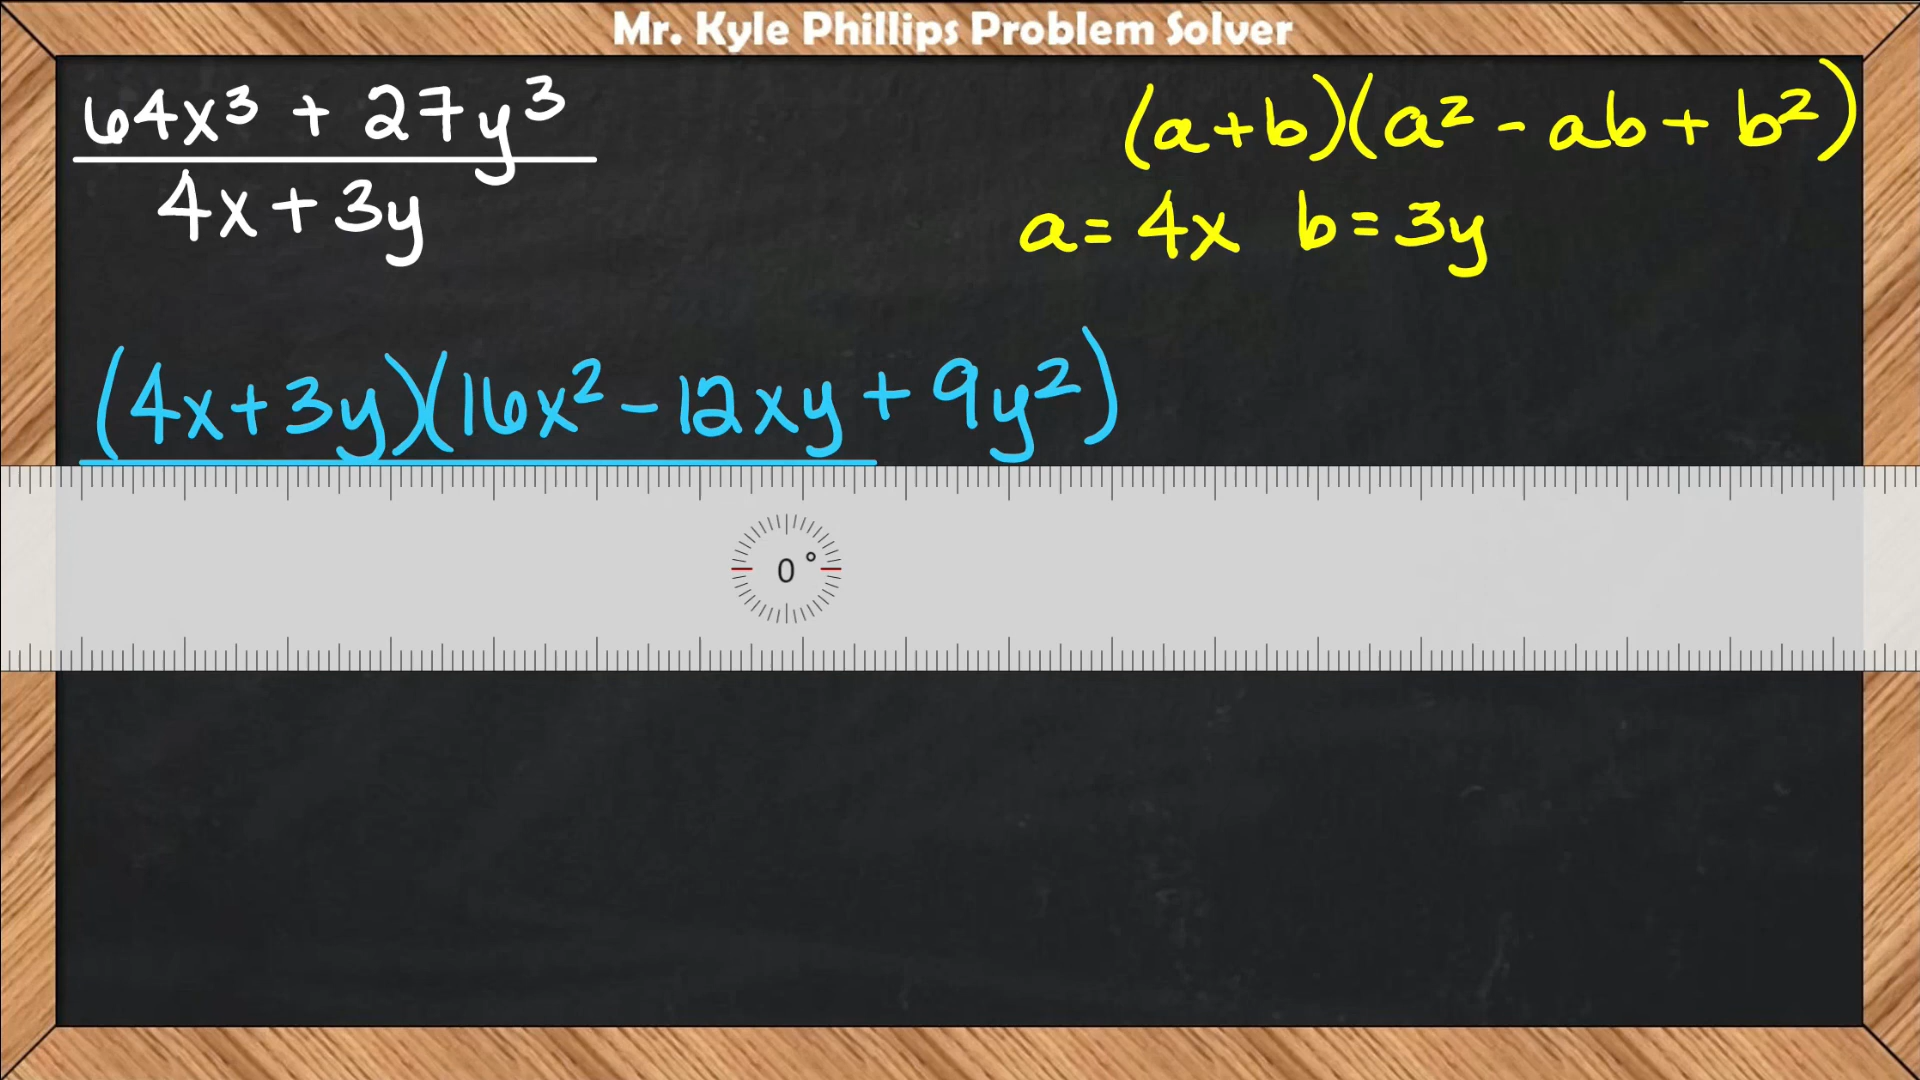 Mr. Kyle Phillips Problem Solver
64x³ + 27y³
4x + 3y
(a+b)(a² - ab + b²)
a = 4x b = 3y
(4x+3y)(16x² - 12xy + 9y²)
0°